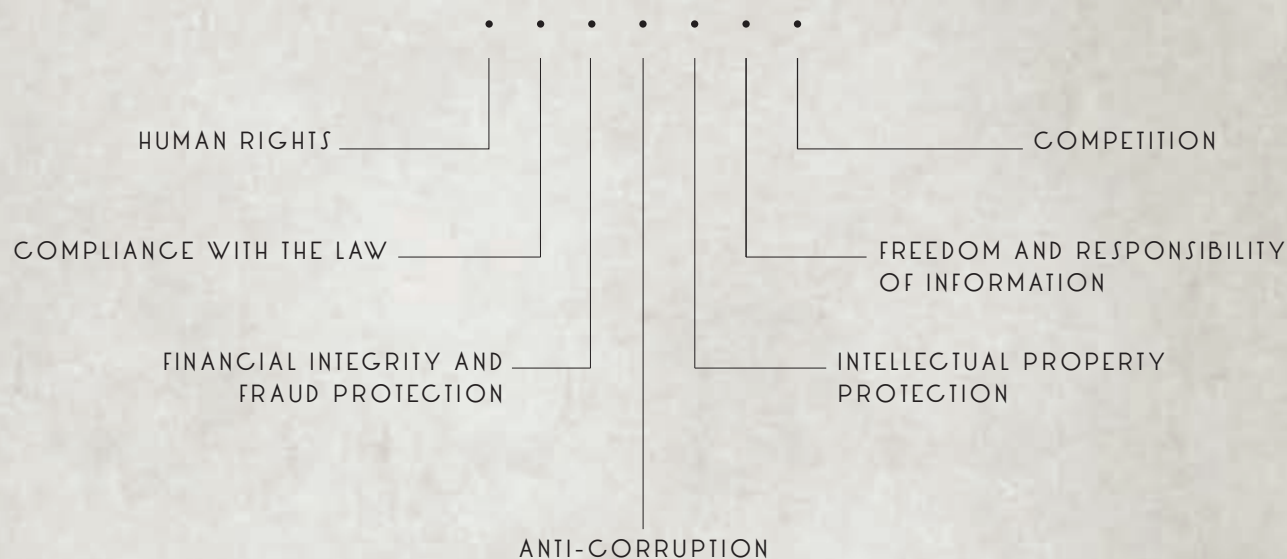 HUMAN RIGHTS
COMPETITION
COMPLIANCE WITH THE LAW
FREEDOM AND RESPONSIBILITY
OF INFORMATION
FINANCIAL INTEGRITY AND
FRAUD PROTECTION
INTELLECTUAL PROPERTY
PROTECTION
ANTI-CORRUPTION